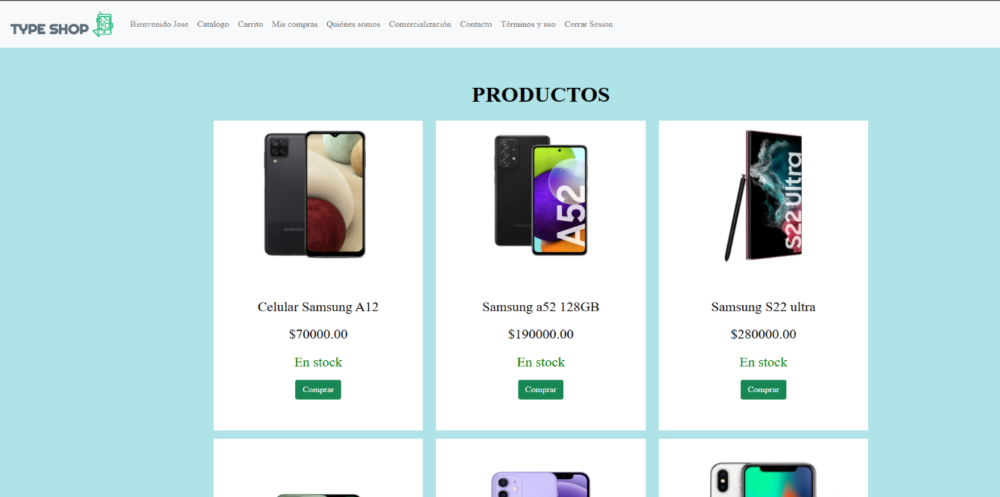 TYPE SHOP
Bienvenido Jose Catalogo Carrito Mis compras Quiénes somos Comercialización Contacto Términos y uso Cerrar Sesion
PRODUCTOS
SAMSUNG
A52
S22 Ultra
Celular Samsung A12
$70000.00
En stock
Comprar
Samsung a52 128GB
$190000.00
En stock
Comprar
Samsung S22 ultra
$280000.00
En stock
Comprar